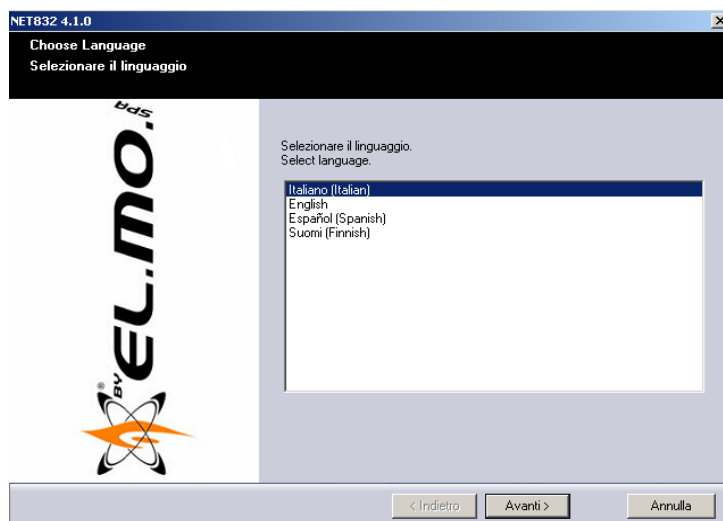 NET832 4.1.0
Choose Language
Selezionare il linguaggio
BY EL.MO. SPA
®
Selezionare il linguaggio.
Select language.
Italiano (Italian)
English
Español (Spanish)
Suomi (Finnish)
< Indietro
Avanti >
Annulla